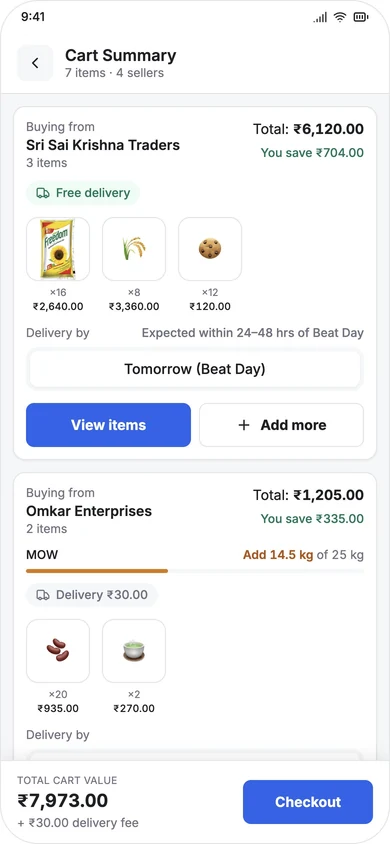 9:41
Cart Summary
7 items · 4 sellers
Buying from
Sri Sai Krishna Traders
3 items
Total: ₹6,120.00
You save ₹704.00
Free delivery
Freedom
×16
₹2,640.00
×8
₹3,360.00
×12
₹120.00
Delivery by
Expected within 24–48 hrs of Beat Day
Tomorrow (Beat Day)
View items
+ Add more
Buying from
Omkar Enterprises
2 items
Total: ₹1,205.00
You save ₹335.00
MOW
Add 14.5 kg of 25 kg
Delivery ₹30.00
×20
₹935.00
×2
₹270.00
Delivery by
TOTAL CART VALUE
₹7,973.00
+ ₹30.00 delivery fee
Checkout